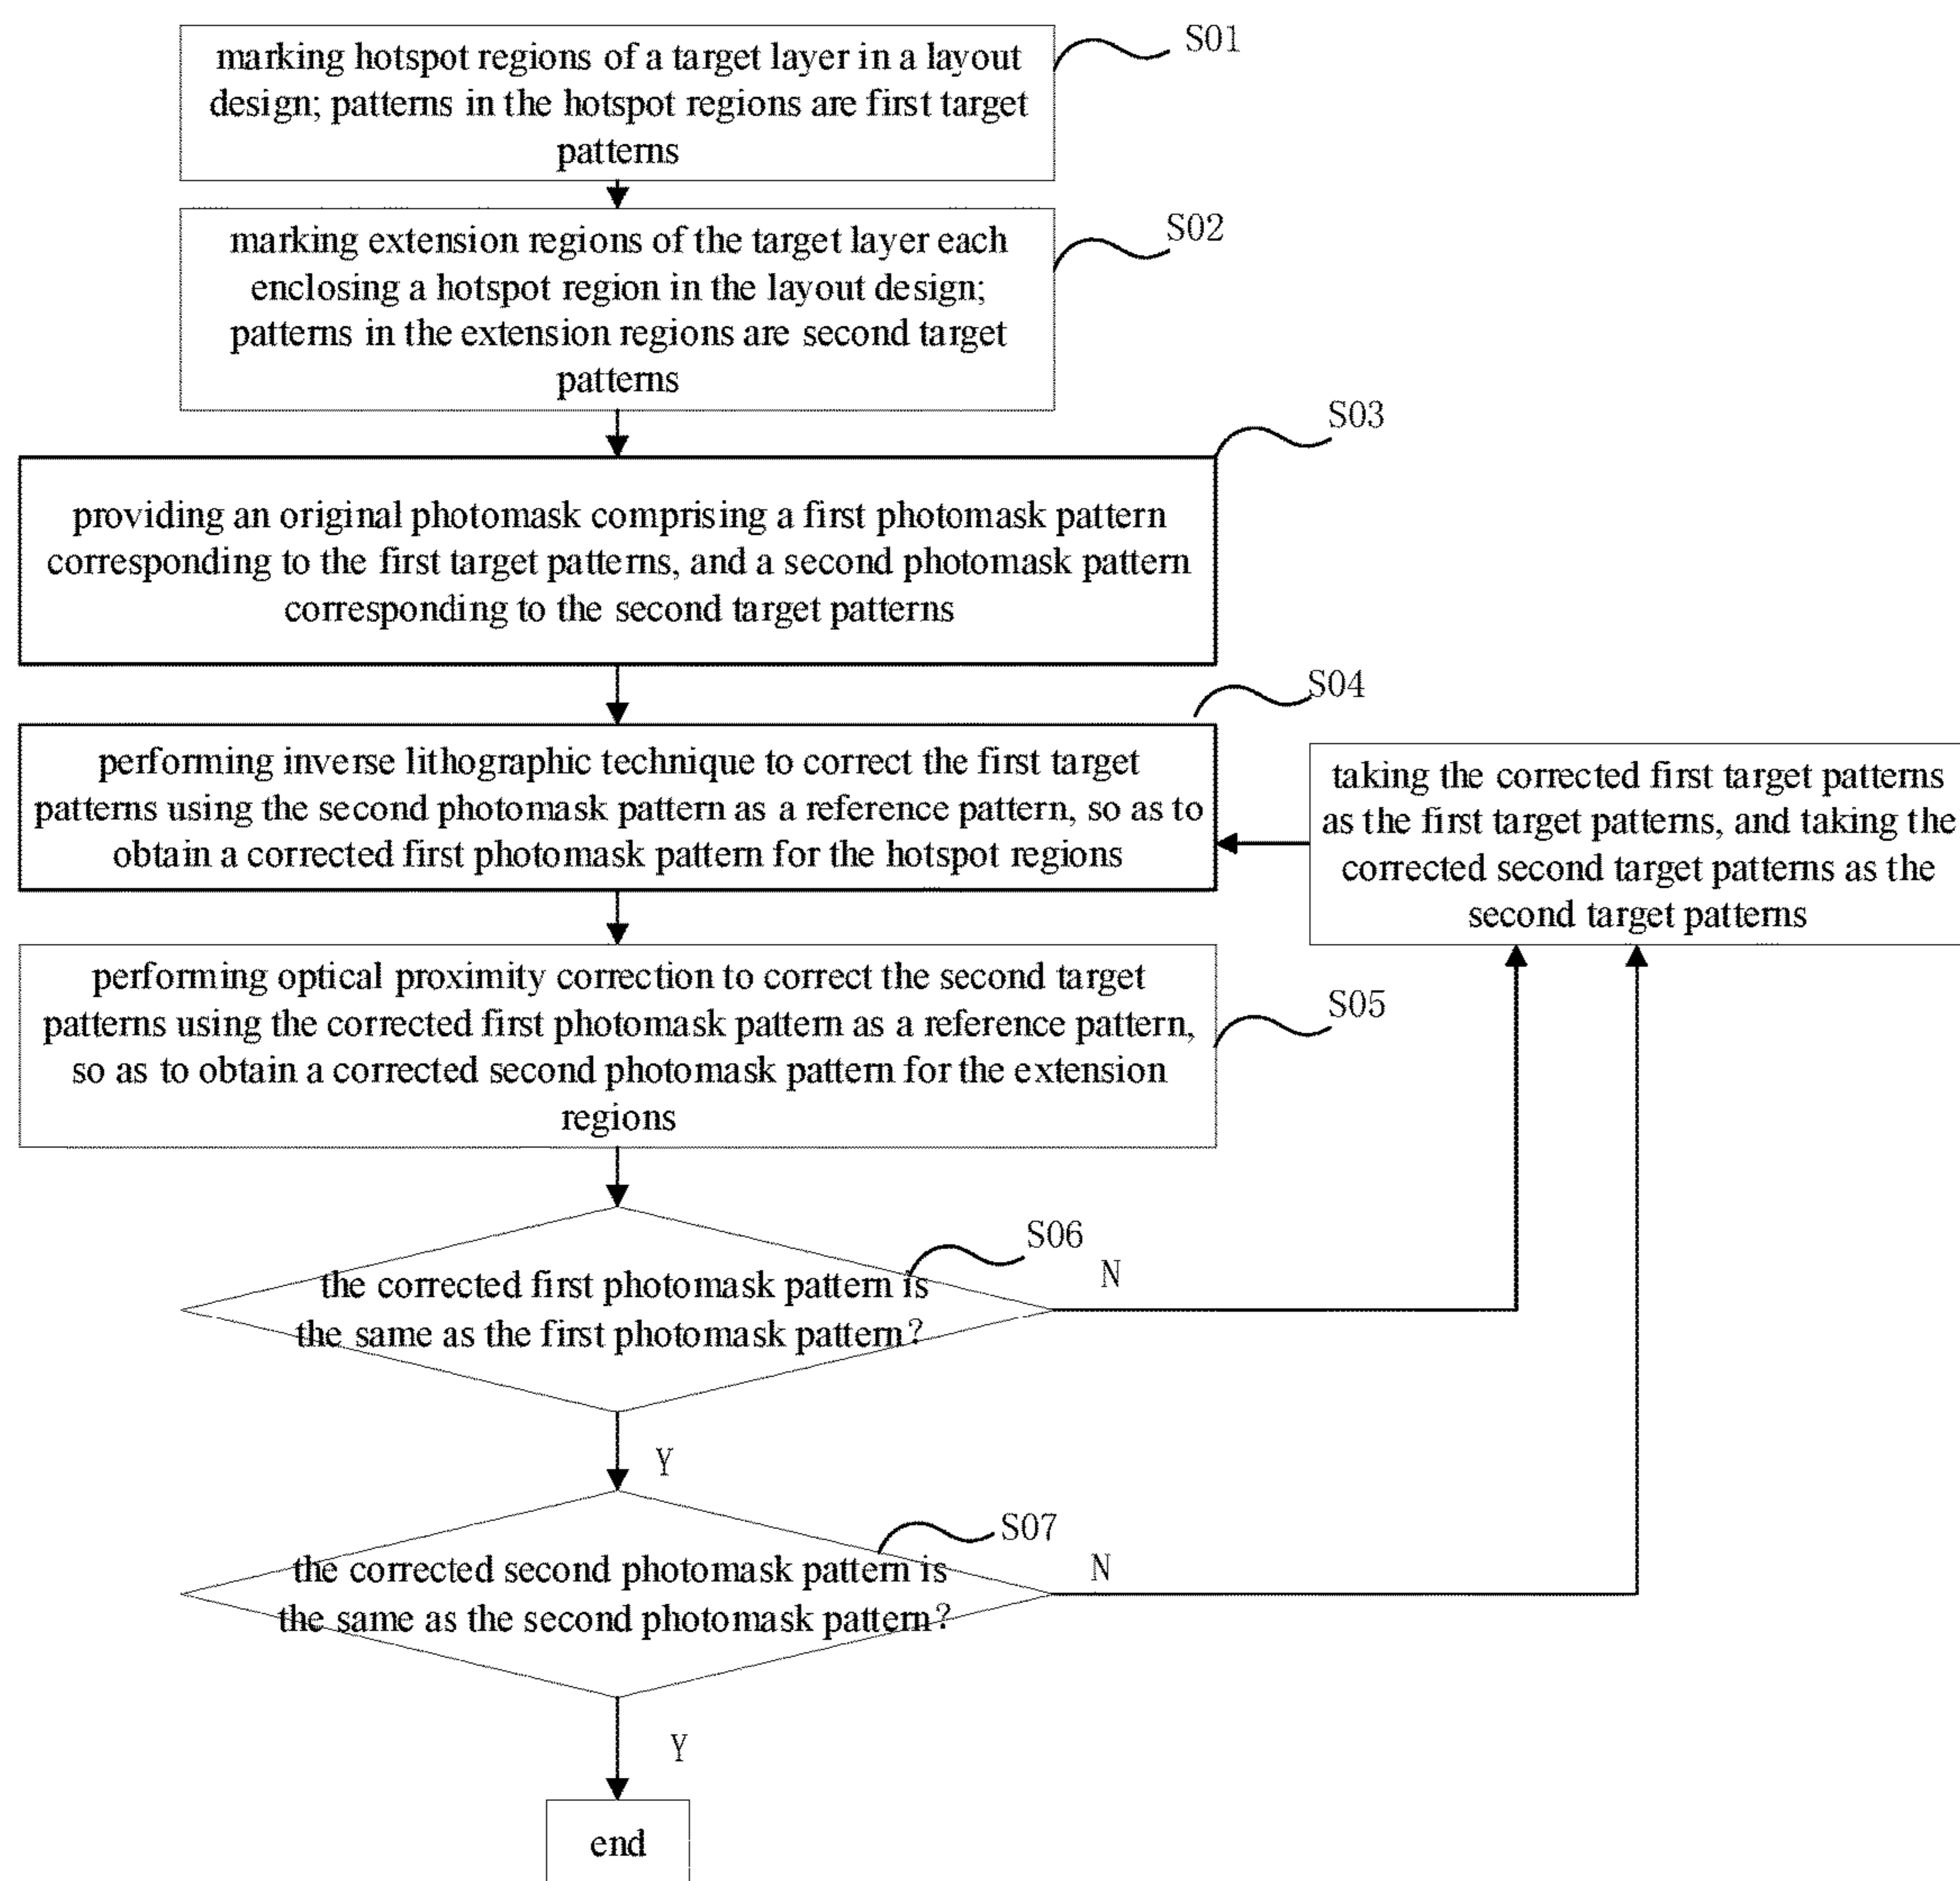 marking hotspot regions of a target layer in a layout
design; patterns in the hotspot regions are first target
patterns
S01
marking extension regions of the target layer each
enclosing a hotspot region in the layout design;
patterns in the extension regions are second target
patterns
S02
providing an original photomask comprising a first photomask pattern
corresponding to the first target patterns, and a second photomask pattern
corresponding to the second target patterns
S03
performing inverse lithographic technique to correct the first target
patterns using the second photomask pattern as a reference pattern, so as to
obtain a corrected first photomask pattern for the hotspot regions
S04
taking the corrected first target patterns
as the first target patterns, and taking the
corrected second target patterns as the
second target patterns
performing optical proximity correction to correct the second target
patterns using the corrected first photomask pattern as a reference pattern,
so as to obtain a corrected second photomask pattern for the extension
regions
S05
the corrected first photomask pattern is
the same as the first photomask pattern?
S06
N
Y
the corrected second photomask pattern is
the same as the second photomask pattern?
S07
N
Y
end